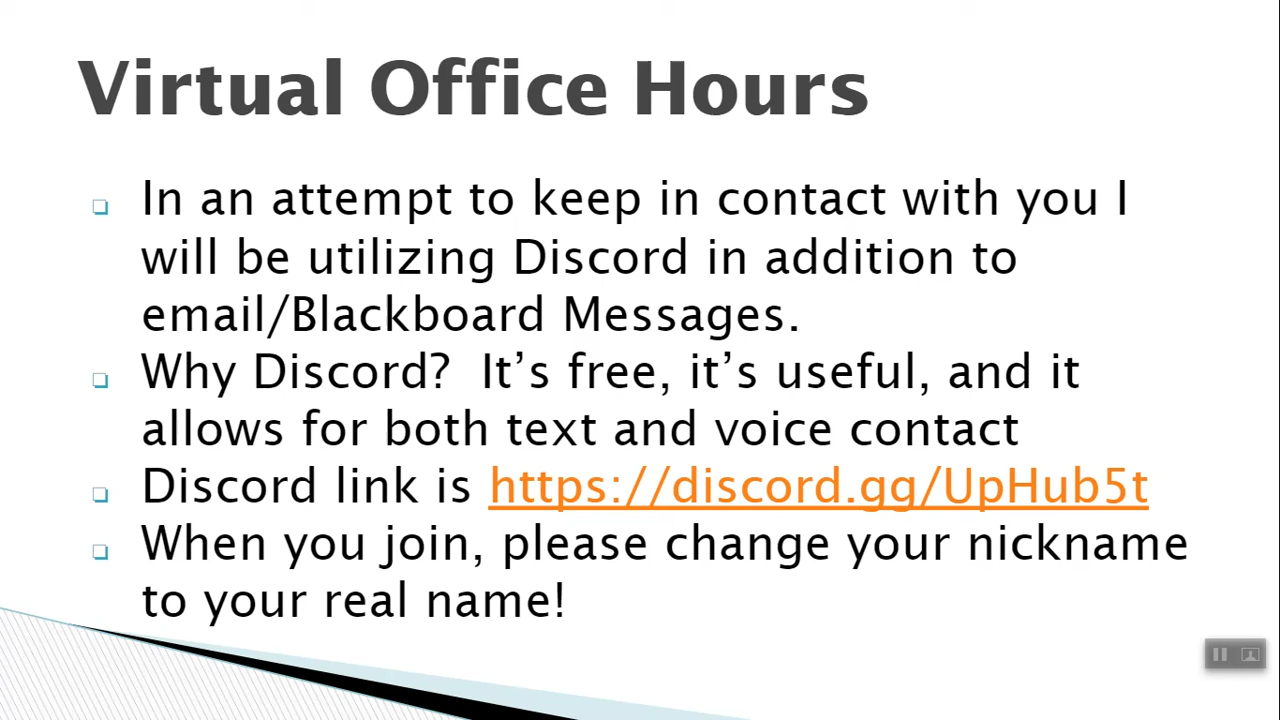 Virtual Office Hours
In an attempt to keep in contact with you I
will be utilizing Discord in addition to
email/Blackboard Messages.
Why Discord?  It’s free, it’s useful, and it
allows for both text and voice contact
Discord link is https://discord.gg/UpHub5t
When you join, please change your nickname
to your real name!